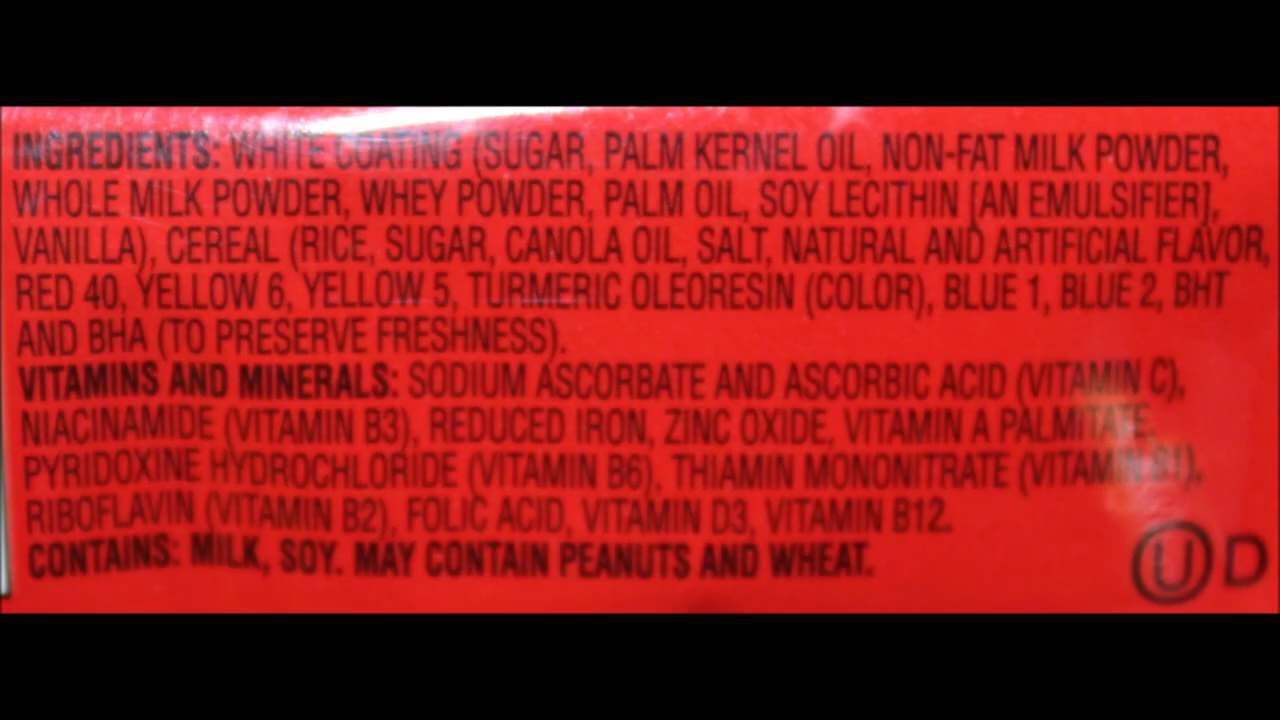 INGREDIENTS: WHITE COATING (SUGAR, PALM KERNEL OIL, NON-FAT MILK POWDER,
WHOLE MILK POWDER, WHEY POWDER, PALM OIL, SOY LECITHIN [AN EMULSIFIER],
VANILLA), CEREAL (RICE, SUGAR, CANOLA OIL, SALT, NATURAL AND ARTIFICIAL FLAVOR,
RED 40, YELLOW 6, YELLOW 5, TURMERIC OLEORESIN (COLOR), BLUE 1, BLUE 2, BHT
AND BHA (TO PRESERVE FRESHNESS).
VITAMINS AND MINERALS: SODIUM ASCORBATE AND ASCORBIC ACID (VITAMIN C),
NIACINAMIDE (VITAMIN B3), REDUCED IRON, ZINC OXIDE, VITAMIN A PALMITATE,
PYRIDOXINE HYDROCHLORIDE (VITAMIN B6), THIAMIN MONONITRATE (VITAMIN B1),
RIBOFLAVIN (VITAMIN B2), FOLIC ACID, VITAMIN D3, VITAMIN B12.
CONTAINS: MILK, SOY. MAY CONTAIN PEANUTS AND WHEAT.
U D